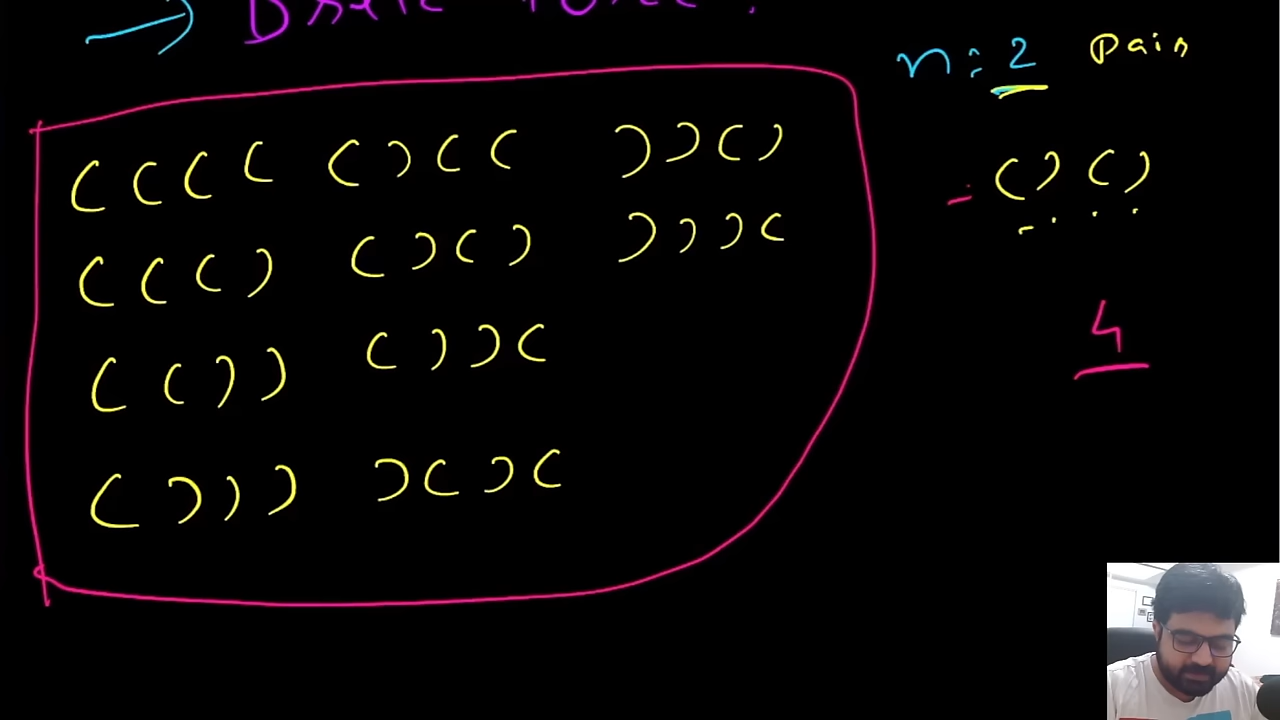 n = 2 pair
( ( ( ( ( ) ( ( ) ) ( )
= ( ) ( )
( ( ( ) ( ) ( ) ) ) ) (
( ( ) ) ( ) ) (
4
( ) ) ) ) ( ) (